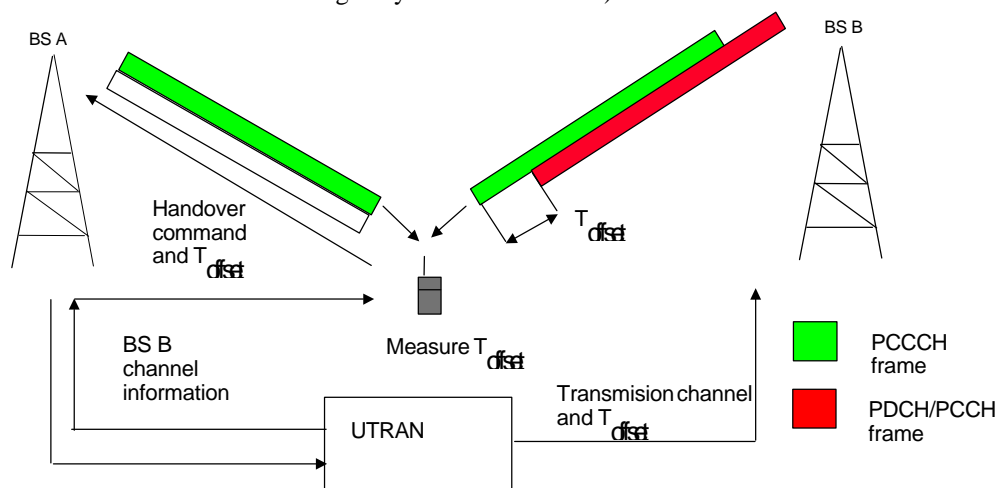 BS A
BS B
Handover
command
and T offset
T offset
BS B
channel
information
Measure T offset
UTRAN
Transmision channel
and T offset
PCCCH
frame
PDCH/PCCH
frame